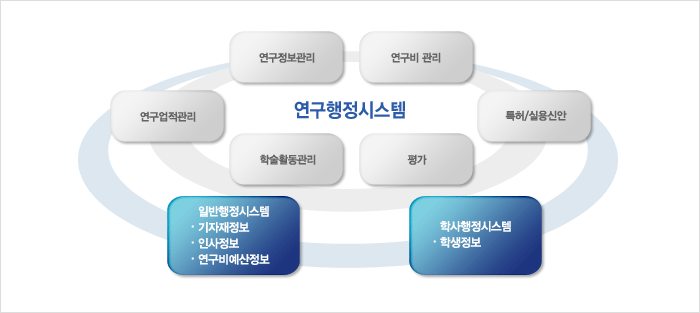 연구정보관리
연구비 관리
연구업적관리
연구행정시스템
특허/실용신안
학술활동관리
평가
일반행정시스템
· 기자재정보
· 인사정보
· 연구비예산정보
학사행정시스템
· 학생정보